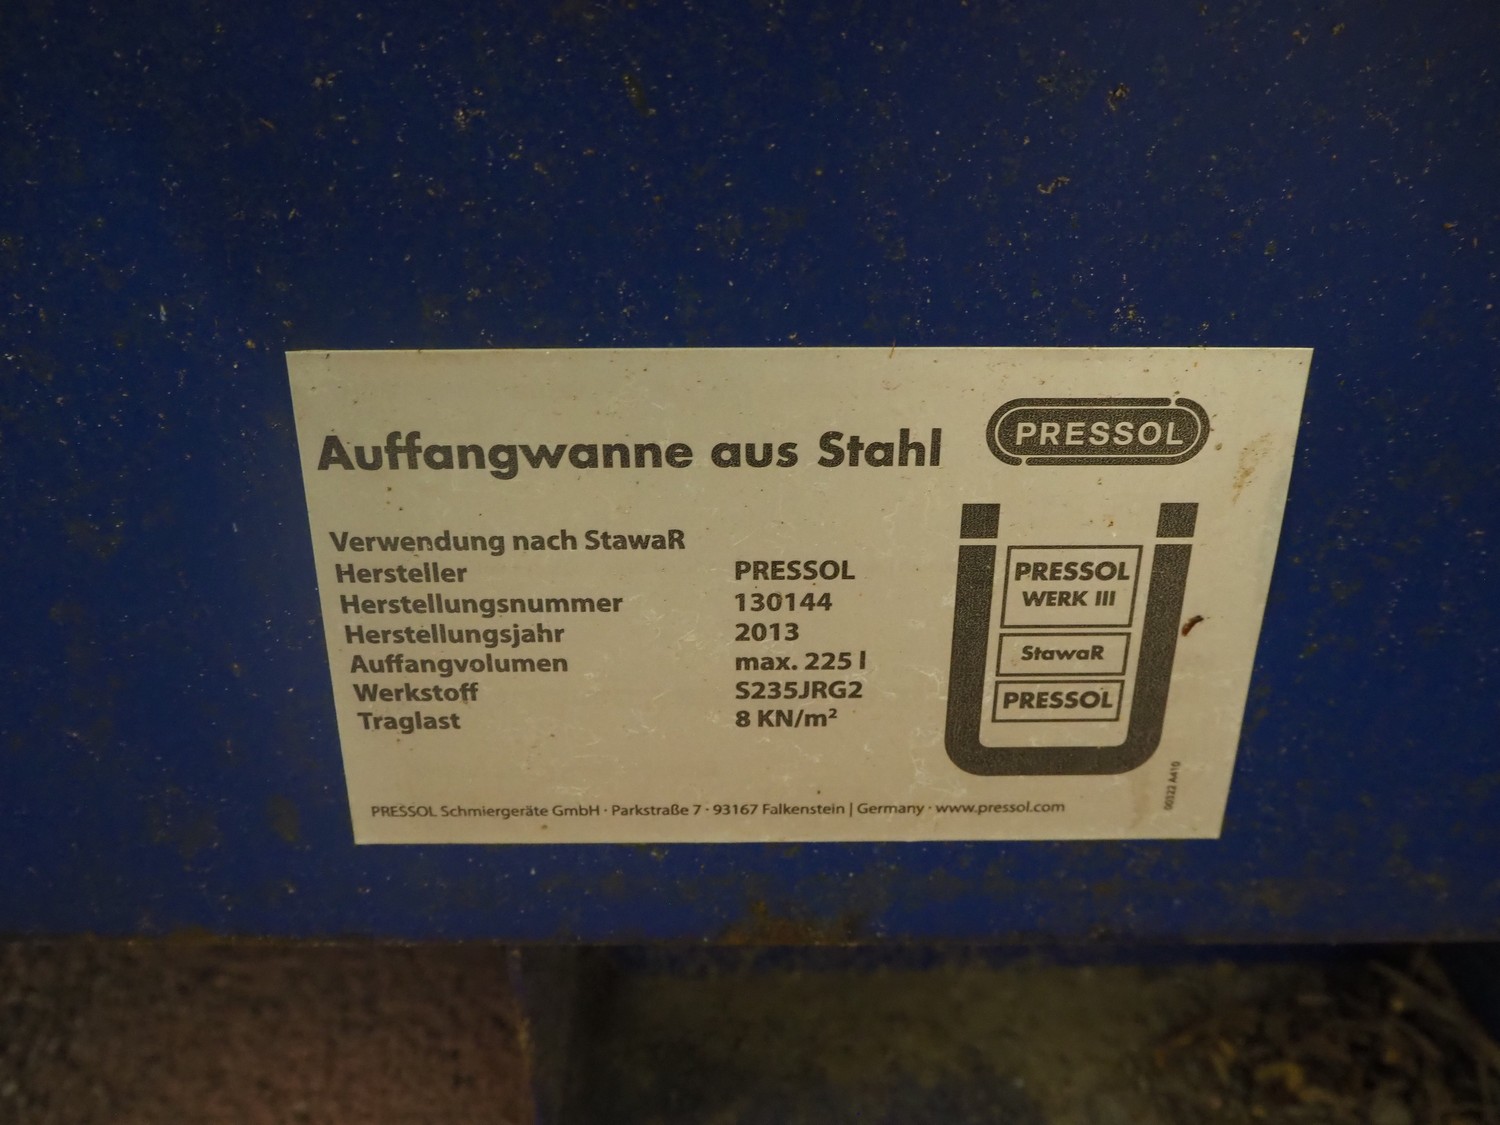 Auffangwanne aus Stahl
PRESSOL
Verwendung nach StawaR
Hersteller PRESSOL
Herstellungsnummer 130144
Herstellungsjahr 2013
Auffangvolumen max. 225 l
Werkstoff S235JRG2
Traglast 8 KN/m²
PRESSOL
WERK III
StawaR
PRESSOL
PRESSOL Schmiergeräte GmbH · Parkstraße 7 · 93167 Falkenstein | Germany · www.pressol.com
00322 A410